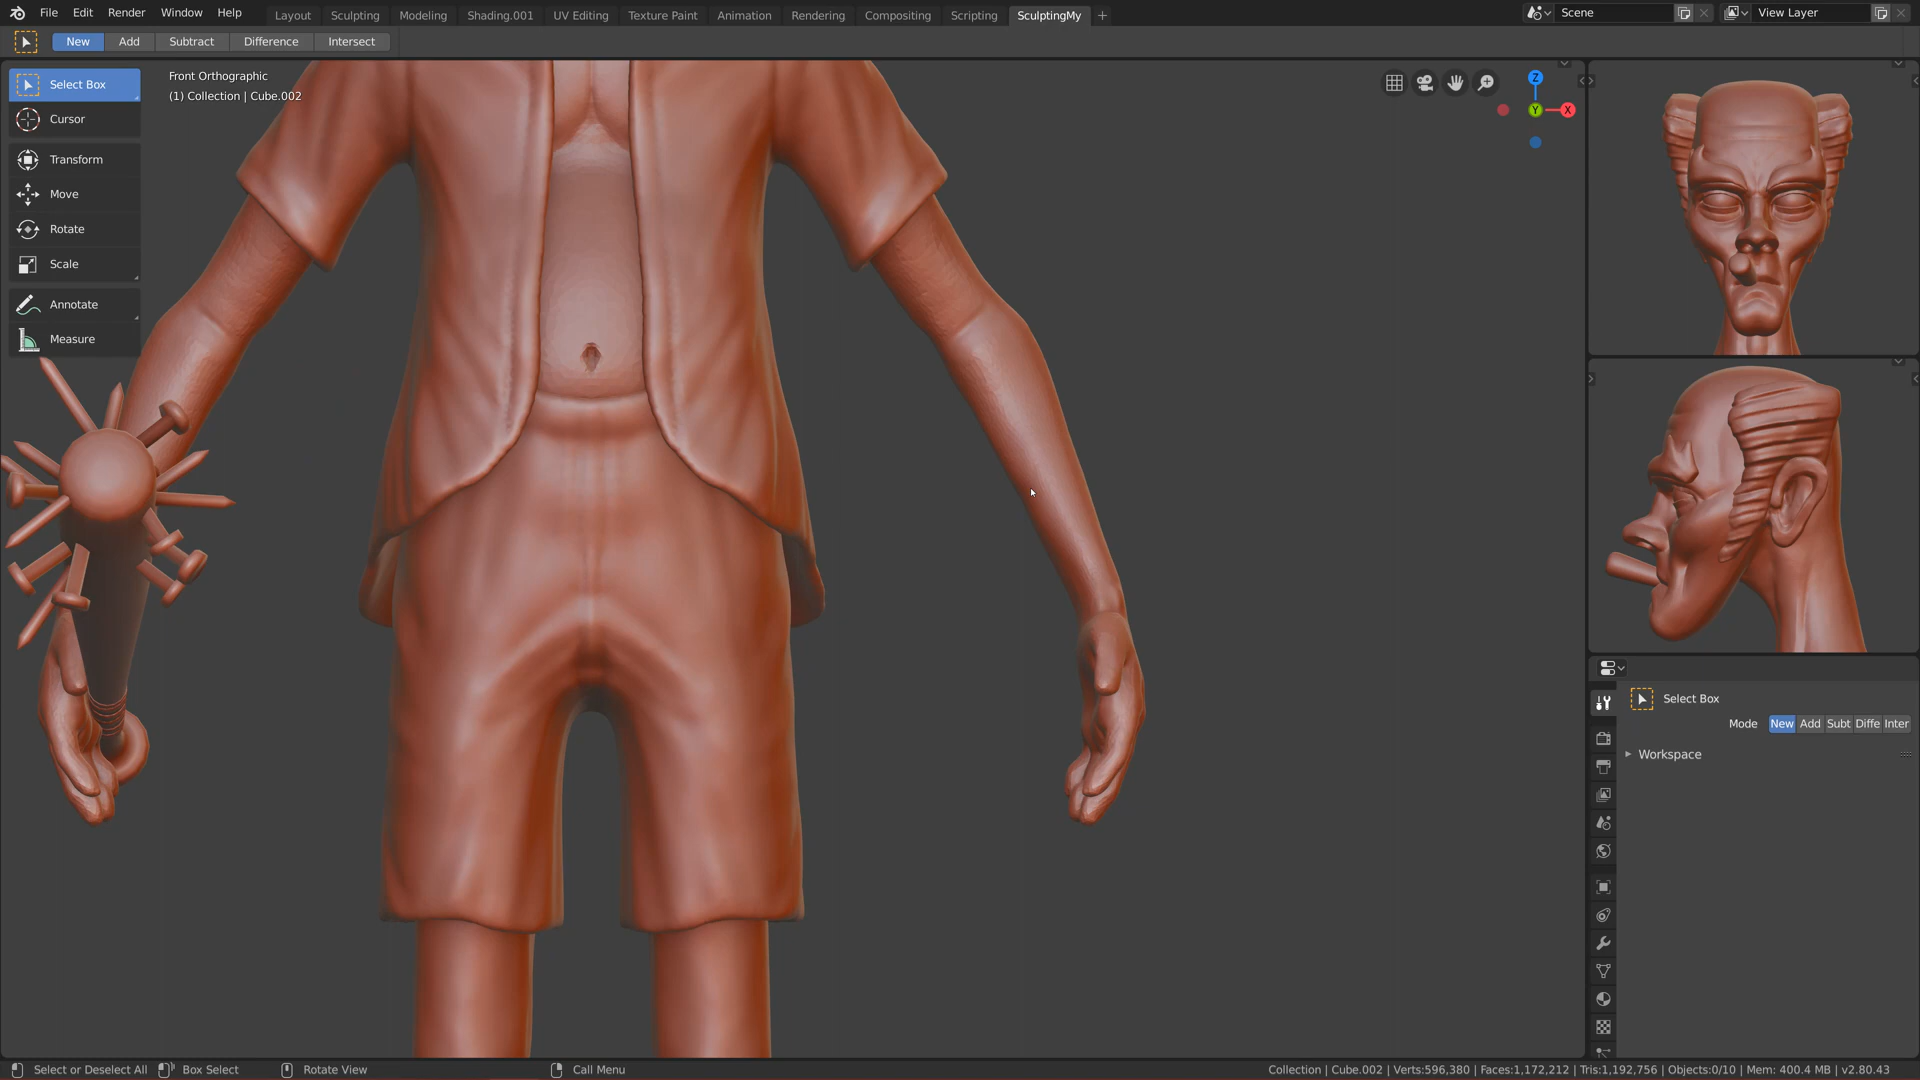 File Edit Render Window Help Layout Sculpting Modeling Shading.001 UV Editing Texture Paint Animation Rendering Compositing Scripting SculptingMy Scene View Layer
New Add Subtract Difference Intersect
Select Box
Cursor
Transform
Move
Rotate
Scale
Annotate
Measure
Front Orthographic
(1) Collection | Cube.002
Z
Y
X
Select Box
Mode New Add Subt Diffe Inter
Workspace
Select or Deselect All Box Select Rotate View Call Menu Collection | Cube.002 | Verts:596,380 | Faces:1,172,212 | Tris:1,192,756 | Objects:0/10 | Mem: 400.4 MB | v2.80.43